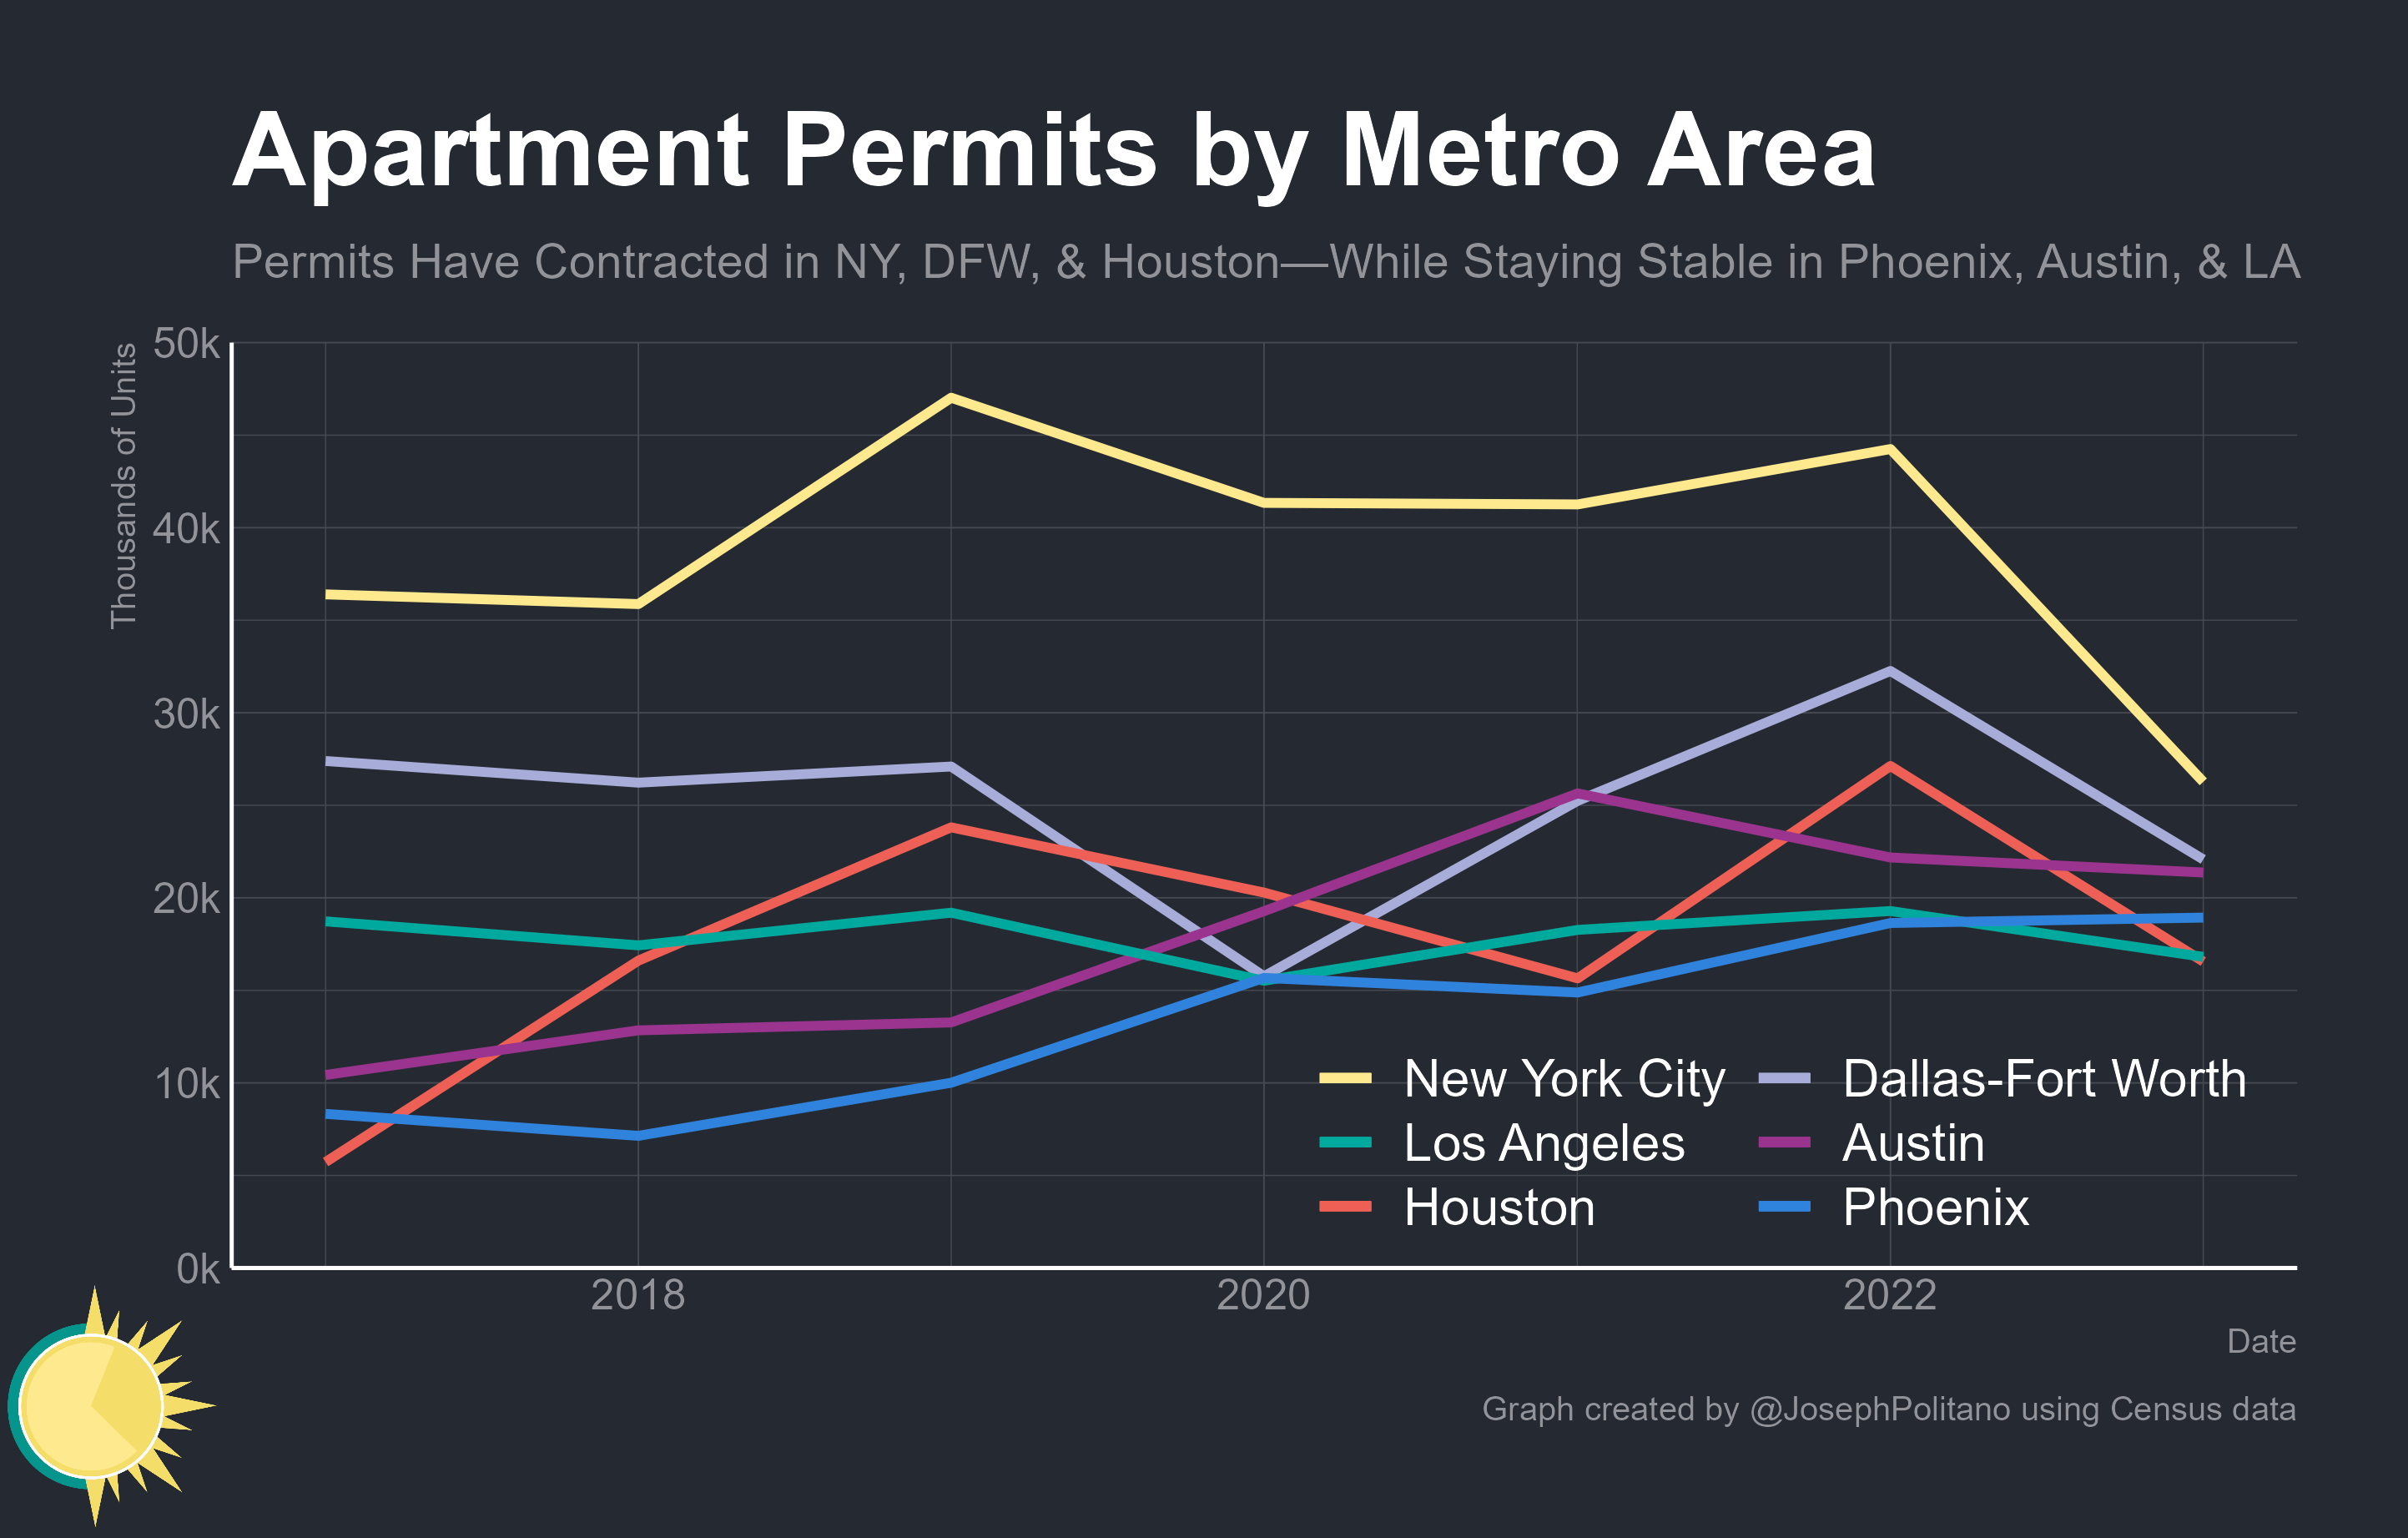 Apartment Permits by Metro Area
Permits Have Contracted in NY, DFW, & Houston—While Staying Stable in Phoenix, Austin, & LA
Thousands of Units
50k
40k
30k
20k
10k
0k
New York City
Dallas-Fort Worth
Los Angeles
Austin
Houston
Phoenix
2018
2020
2022
Date
Graph created by @JosephPolitano using Census data